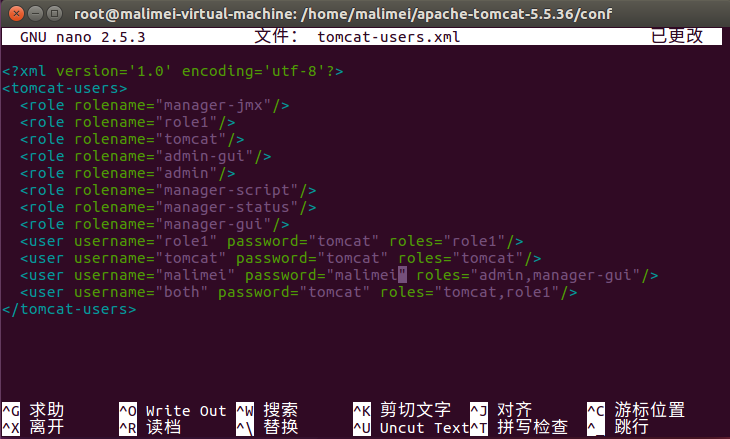 root@malimei-virtual-machine: /home/malimei/apache-tomcat-5.5.36/conf
GNU nano 2.5.3 文件： tomcat-users.xml 已更改
<?xml version='1.0' encoding='utf-8'?>
<tomcat-users>
  <role rolename="manager-jmx"/>
  <role rolename="role1"/>
  <role rolename="tomcat"/>
  <role rolename="admin-gui"/>
  <role rolename="admin"/>
  <role rolename="manager-script"/>
  <role rolename="manager-status"/>
  <role rolename="manager-gui"/>
  <user username="role1" password="tomcat" roles="role1"/>
  <user username="tomcat" password="tomcat" roles="tomcat"/>
  <user username="malimei" password="malimei" roles="admin,manager-gui"/>
  <user username="both" password="tomcat" roles="tomcat,role1"/>
</tomcat-users>
^G 求助 ^O Write Out ^W 搜索 ^K 剪切文字 ^J 对齐 ^C 游标位置
^X 离开 ^R 读档 ^\ 替换 ^U Uncut Text ^T 拼写检查 ^_ 跳行